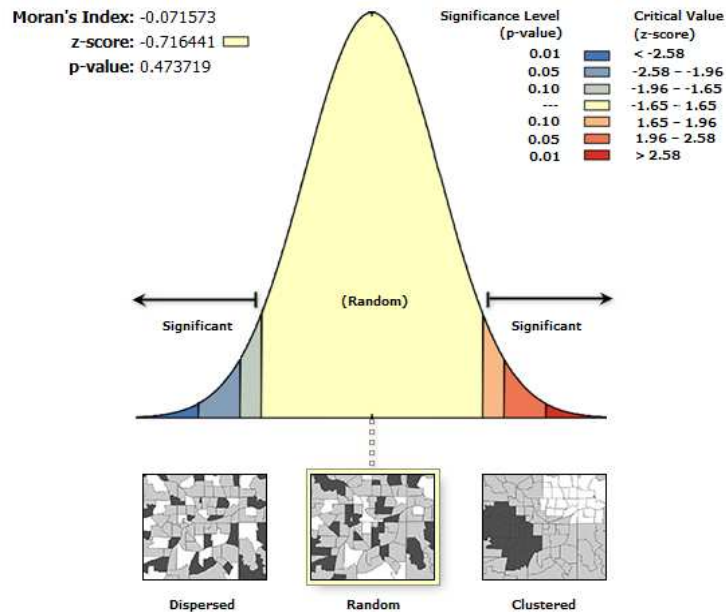 Moran's Index: -0.071573
z-score: -0.716441
p-value: 0.473719
Significance Level
(p-value)
Critical Value
(z-score)
0.01 < -2.58
0.05 -2.58 – -1.96
0.10 -1.96 – -1.65
--- -1.65 – 1.65
0.10 1.65 – 1.96
0.05 1.96 – 2.58
0.01 > 2.58
(Random)
Significant
Significant
Dispersed
Random
Clustered